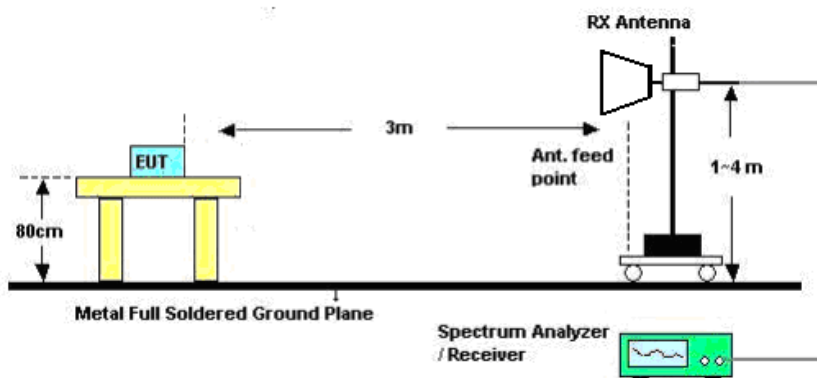 RX Antenna
3m
EUT
Ant. feed
point
1~4 m
80cm
Metal Full Soldered Ground Plane
Spectrum Analyzer
/ Receiver